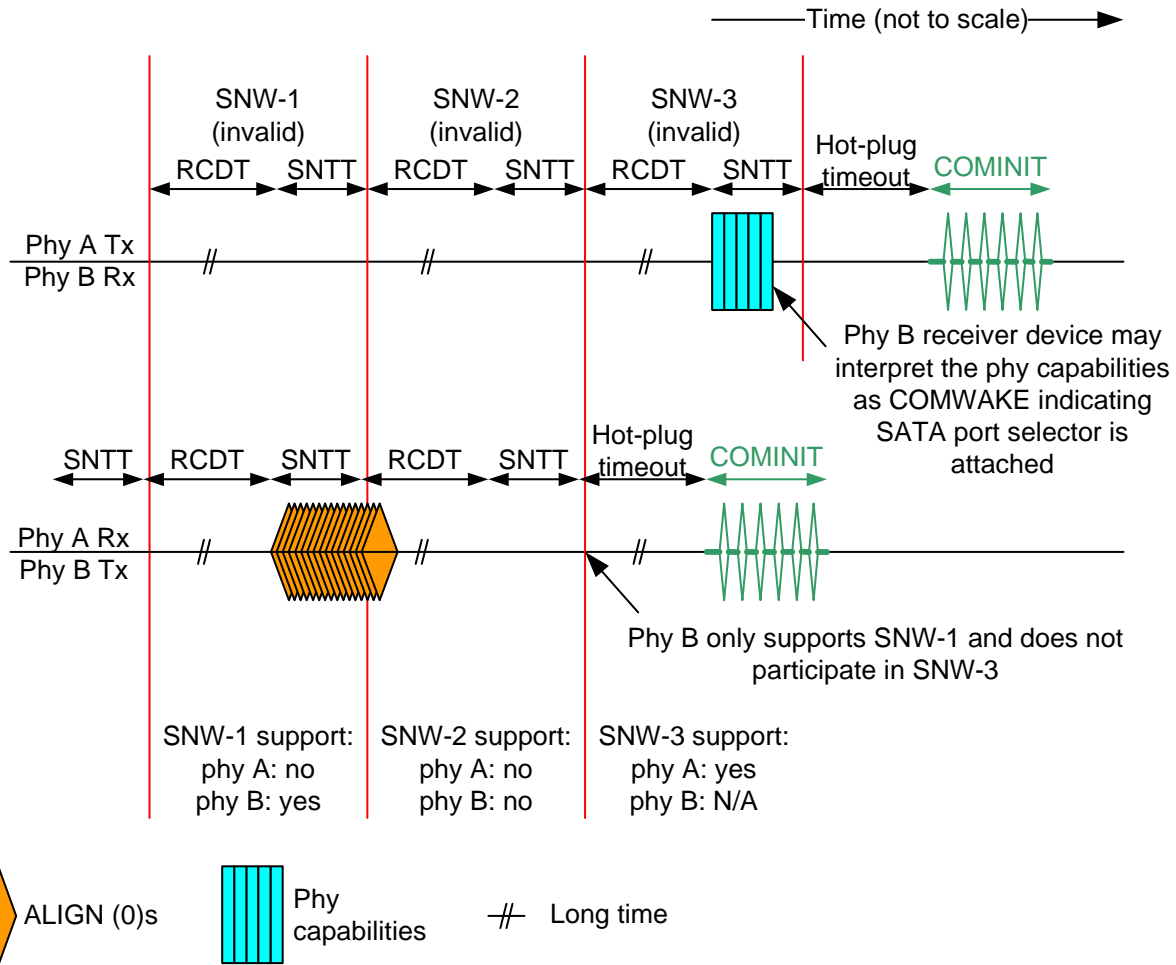 Time (not to scale)
SNW-1
(invalid)
SNW-2
(invalid)
SNW-3
(invalid)
RCDT
SNTT
RCDT
SNTT
RCDT
SNTT
Hot-plug
timeout
COMINIT
Phy A Tx
Phy B Rx
Phy B receiver device may
interpret the phy capabilities
as COMWAKE indicating
SATA port selector is
attached
SNTT
RCDT
SNTT
RCDT
SNTT
Hot-plug
timeout
COMINIT
Phy A Rx
Phy B Tx
Phy B only supports SNW-1 and does not
participate in SNW-3
SNW-1 support:
phy A: no
phy B: yes
SNW-2 support:
phy A: no
phy B: no
SNW-3 support:
phy A: yes
phy B: N/A
ALIGN (0)s
Phy
capabilities
Long time